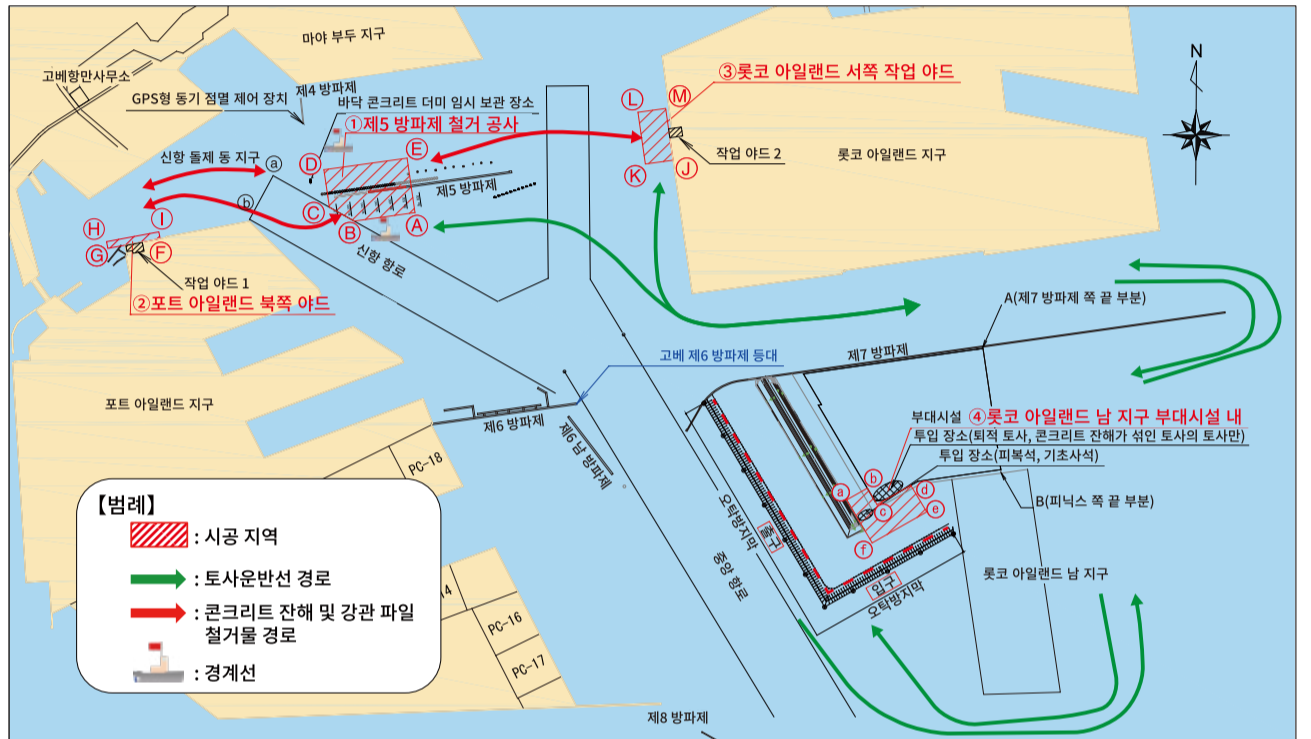 마야 부두 지구
고베항만사무소
제4 방파제
GPS형 동기 점멸 제어 장치
바닥 콘크리트 더미 임시 보관 장소
①제5 방파제 철거 공사
③롯코 아일랜드 서쪽 작업 야드
N
L
M
K
J
작업 야드 2
롯코 아일랜드 지구
신항 돌제 동 지구
ⓐ
ⓑ
D
E
제5 방파제
C
B
A
신항 항로
H
I
G
F
작업 야드 1
②포트 아일랜드 북쪽 야드
A(제7 방파제 쪽 끝 부분)
고베 제6 방파제 등대
제7 방파제
포트 아일랜드 지구
제6 방파제
제6 남 방파제
부대시설
④롯코 아일랜드 남 지구 부대시설 내
투입 장소(퇴적 토사, 콘크리트 잔해가 섞인 토사의 토사만)
투입 장소(피복석, 기초사석)
a
b
c
d
e
f
B(피닉스 쪽 끝 부분)
PC-18
오탁방지막
출구
중앙 항로
입구
오탁방지막
롯코 아일랜드 남 지구
【범례】
: 시공 지역
: 토사운반선 경로
: 콘크리트 잔해 및 강관 파일
철거물 경로
: 경계선
14
PC-16
PC-17
제8 방파제